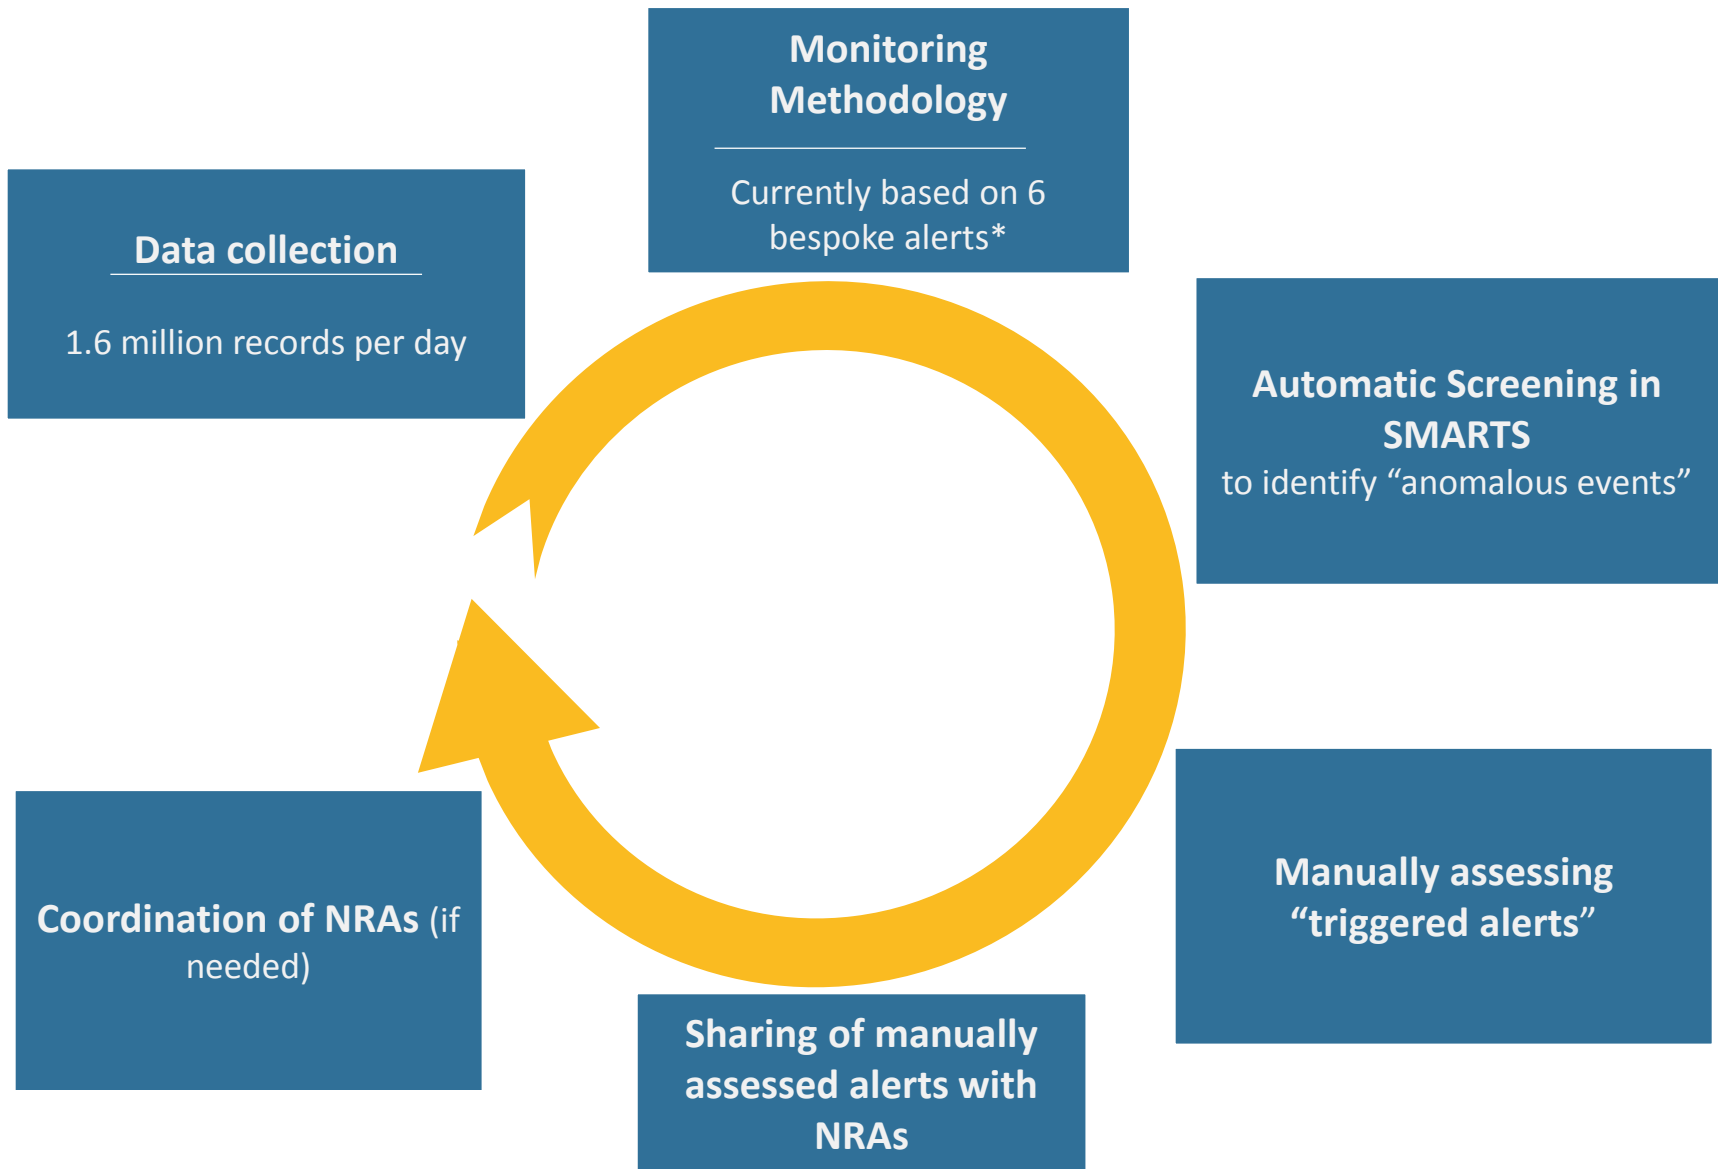 Monitoring
Methodology
Currently based on 6
bespoke alerts*
Data collection
1.6 million records per day
Automatic Screening in
SMARTS
to identify “anomalous events”
Manually assessing
“triggered alerts”
Sharing of manually
assessed alerts with
NRAs
Coordination of NRAs (if
needed)